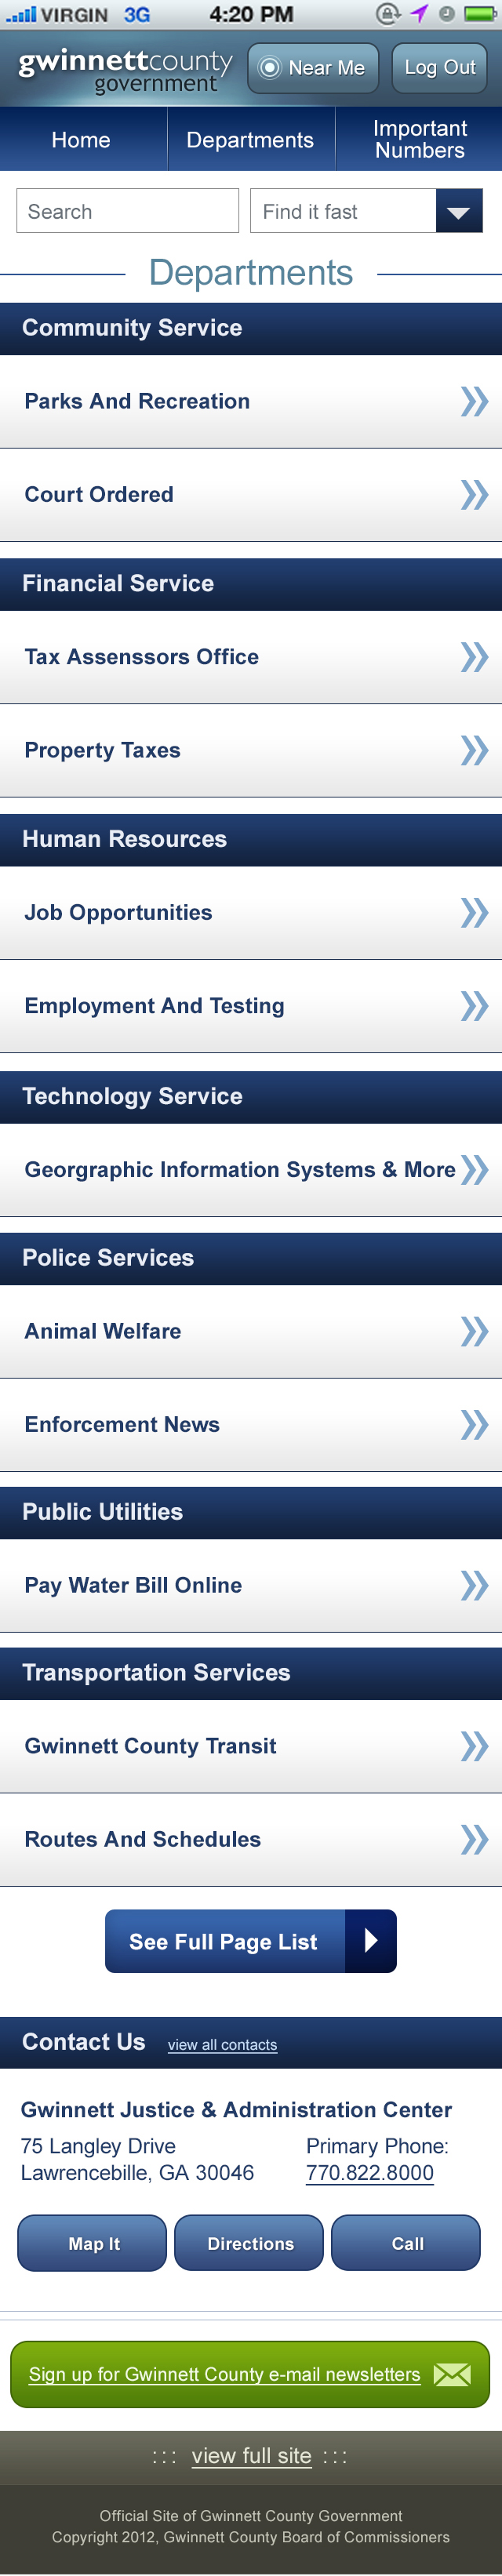 VIRGIN 3G 4:20 PM
gwinnettcounty
government
Near Me
Log Out
Home
Departments
Important
Numbers
Search
Find it fast
Departments
Community Service
Parks And Recreation
Court Ordered
Financial Service
Tax Assenssors Office
Property Taxes
Human Resources
Job Opportunities
Employment And Testing
Technology Service
Georgraphic Information Systems & More
Police Services
Animal Welfare
Enforcement News
Public Utilities
Pay Water Bill Online
Transportation Services
Gwinnett County Transit
Routes And Schedules
See Full Page List
Contact Us view all contacts
Gwinnett Justice & Administration Center
75 Langley Drive
Lawrencebille, GA 30046
Primary Phone:
770.822.8000
Map It
Directions
Call
Sign up for Gwinnett County e-mail newsletters
::: view full site :::
Official Site of Gwinnett County Government
Copyright 2012, Gwinnett County Board of Commissioners